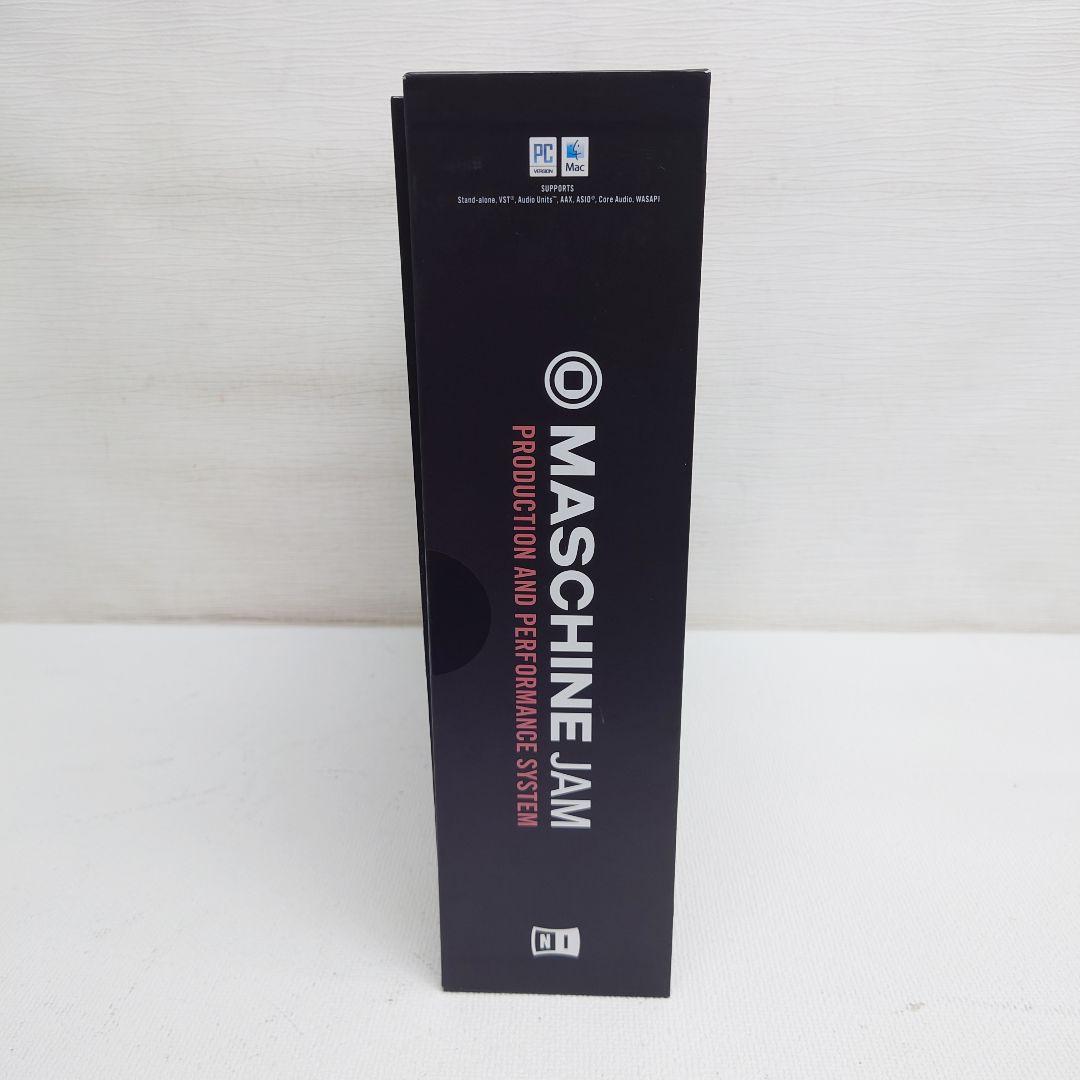 PC
VERSION
Mac
SUPPORTS
Stand-alone, VST®, Audio Units™, AAX, ASIO®, Core Audio, WASAPI
MASCHINE JAM
PRODUCTION AND PERFORMANCE SYSTEM
NI